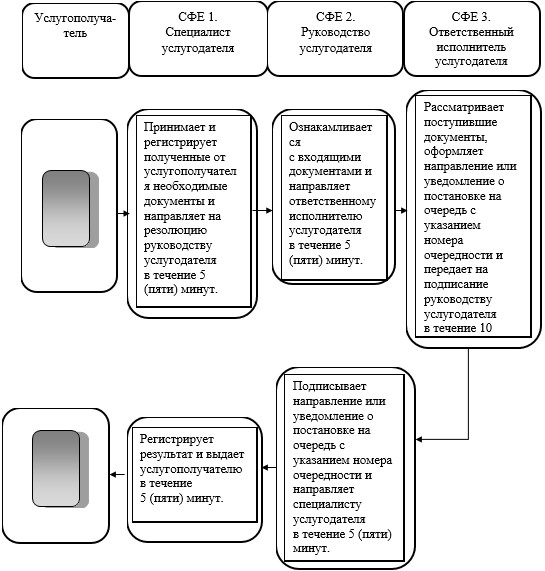 Услугополуча-
тель
СФЕ 1.
Специалист
услугодателя
СФЕ 2.
Руководство
услугодателя
СФЕ 3.
Ответственный
исполнитель
услугодателя
Принимает и
регистрирует
полученные от
услугополучател
я необходимые
документы и
направляет на
резолюцию
руководству
услугодателя
в течение 5
(пяти) минут.
Ознакамливает
ся
с входящими
документами и
направляет
ответственному
исполнителю
услугодателя
в течение 5
(пяти) минут.
Рассматривает
поступившие
документы,
оформляет
направление или
уведомление о
постановке на
очередь с
указанием
номера
очередности и
передает на
подписание
руководству
услугодателя
в течение 10
Подписывает
направление или
уведомление о
постановке на
очередь с
указанием номера
очередности и
направляет
специалисту
услугодателя
в течение 5 (пяти)
минут.
Регистрирует
результат и выдает
услугополучателю
в течение
5 (пяти) минут.